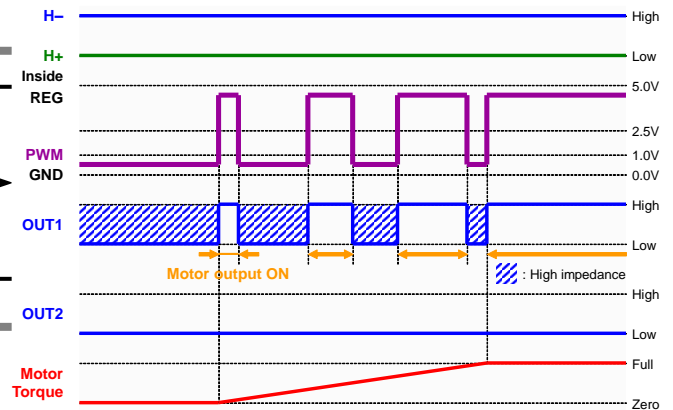 H– High
H+ Low
Inside
REG
5.0V
2.5V
PWM 1.0V
GND 0.0V
High
OUT1
Low
Motor output ON
: High impedance
High
OUT2
Low
Full
Motor
Torque
Zero